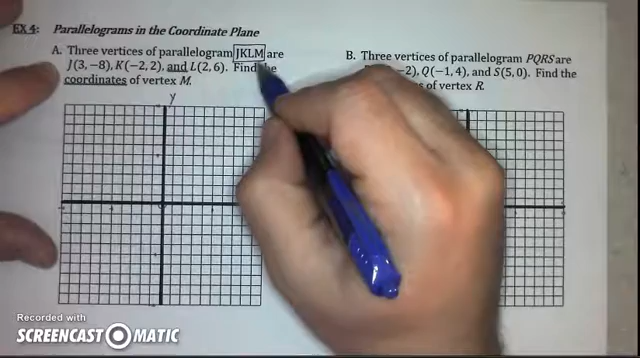 EX 4: Parallelograms in the Coordinate Plane
A. Three vertices of parallelogram JKLM are
J(3, −8), K(−2, 2), and L(2, 6). Find the
coordinates of vertex M.
B. Three vertices of parallelogram PQRS are
−2), Q(−1, 4), and S(5, 0). Find the
of vertex R.
y
Recorded with
SCREENCAST O MATIC